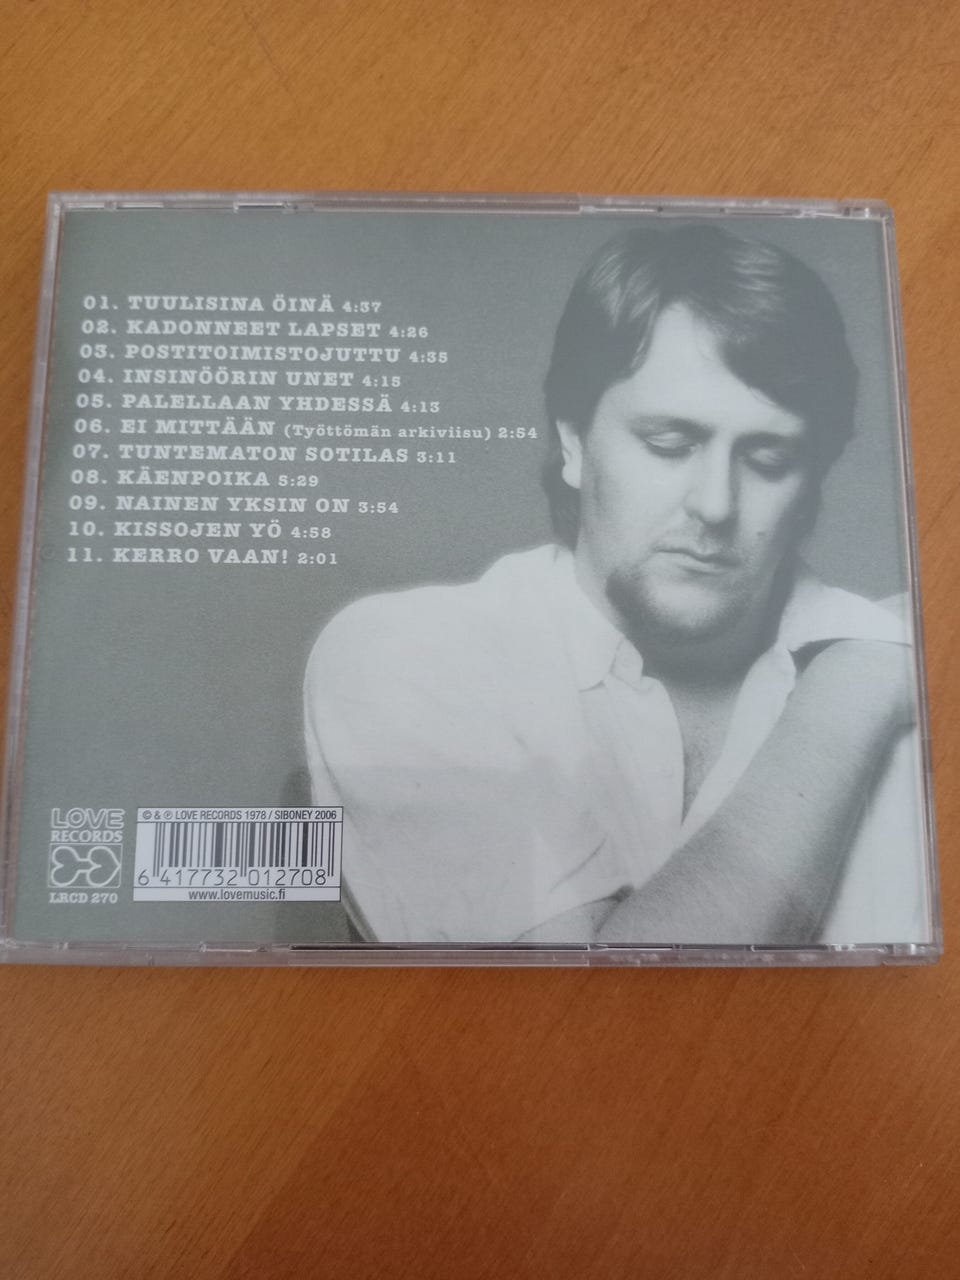 01. TUULISINA ÖINÄ 4:37
02. KADONNEET LAPSET 4:26
03. POSTITOIMISTOJUTTU 4:35
04. INSINÖÖRIN UNET 4:15
05. PALELLAAN YHDESSÄ 4:13
06. EI MITTÄÄN (Työttömän arkiviisu) 2:54
07. TUNTEMATON SOTILAS 3:11
08. KÄENPOIKA 5:29
09. NAINEN YKSIN ON 3:54
10. KISSOJEN YÖ 4:58
11. KERRO VAAN! 2:01
LOVE
RECORDS
LRCD 270
© & ℗ LOVE RECORDS 1978 / SIBONEY 2006
6 417732 012708
www.lovemusic.fi